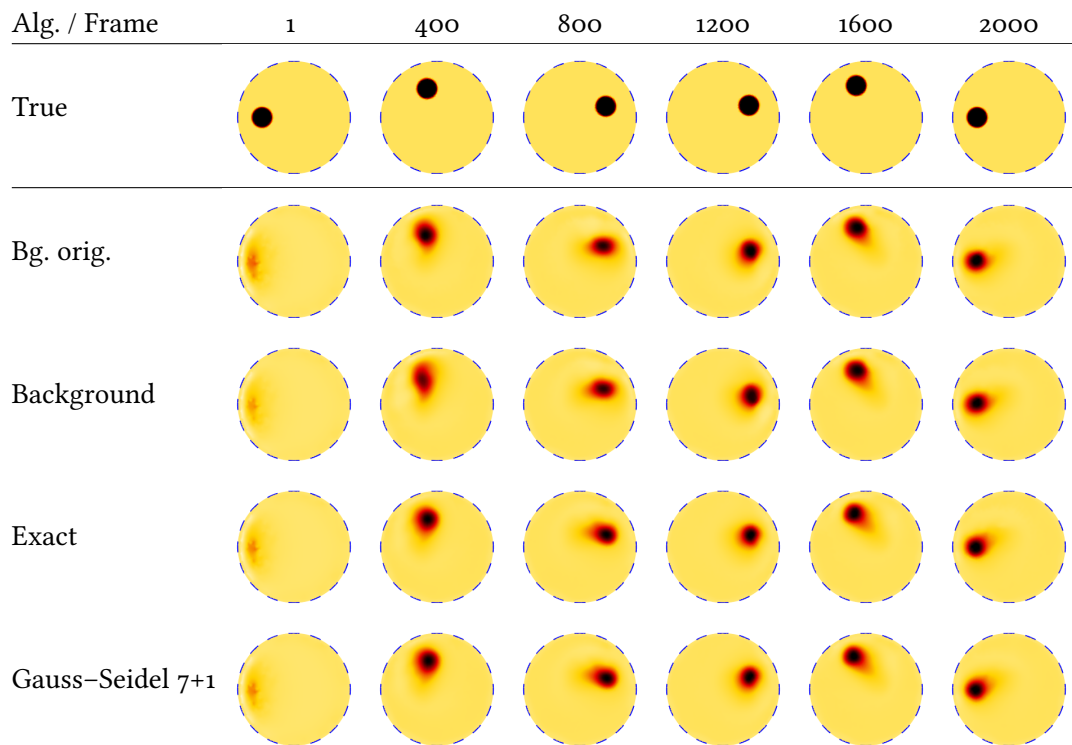 Alg. / Frame 1 400 800 1200 1600 2000
True
Bg. orig.
Background
Exact
Gauss–Seidel 7+1